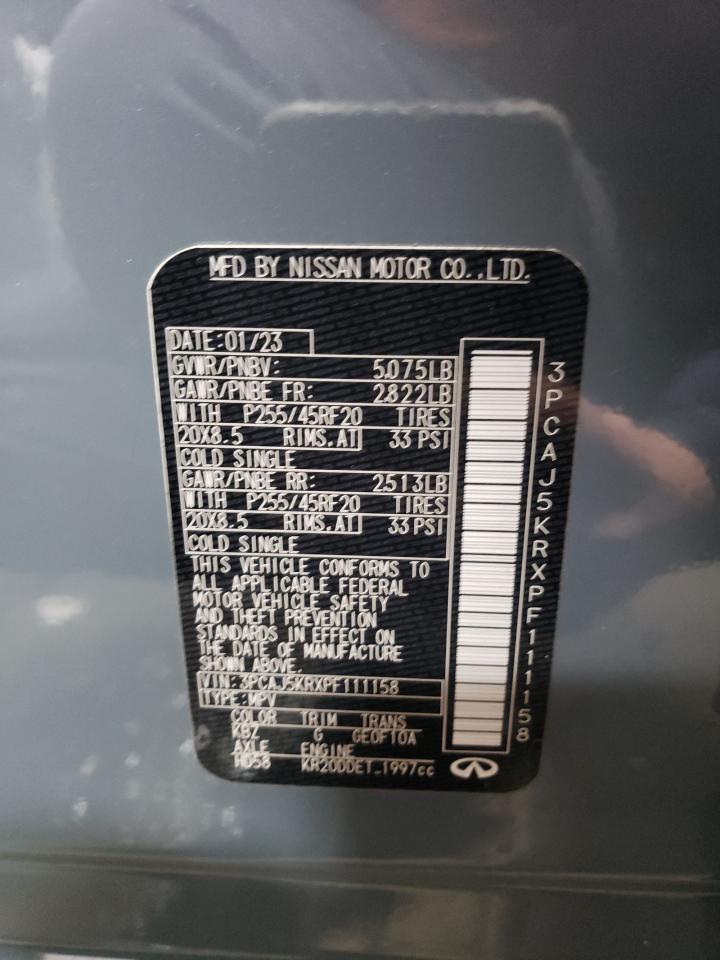 MFD BY NISSAN MOTOR CO.,LTD.
DATE:01/23
GVWR/PNBV: 5,075LB
GAWR/PNBE FR: 2822LB
WITH P255/45RF20 TIRES
20X8.5 RIMS,AT 33 PSI
COLD SINGLE
GAWR/PNBE RR: 2513LB
WITH P255/45RF20 TIRES
20X8.5 RIMS,AT 33 PSI
COLD SINGLE
THIS VEHICLE CONFORMS TO
ALL APPLICABLE FEDERAL
MOTOR VEHICLE SAFETY
AND THEFT PREVENTION
STANDARDS IN EFFECT ON
THE DATE OF MANUFACTURE
SHOWN ABOVE.
VIN:3PCAJ5KRXPF111158
TYPE:MPV
COLOR TRIM TRANS
KBZ G GE0F10A
AXLE ENGINE
HD58 KR20DDET-1997cc
3PCAJ5KRXPF111158